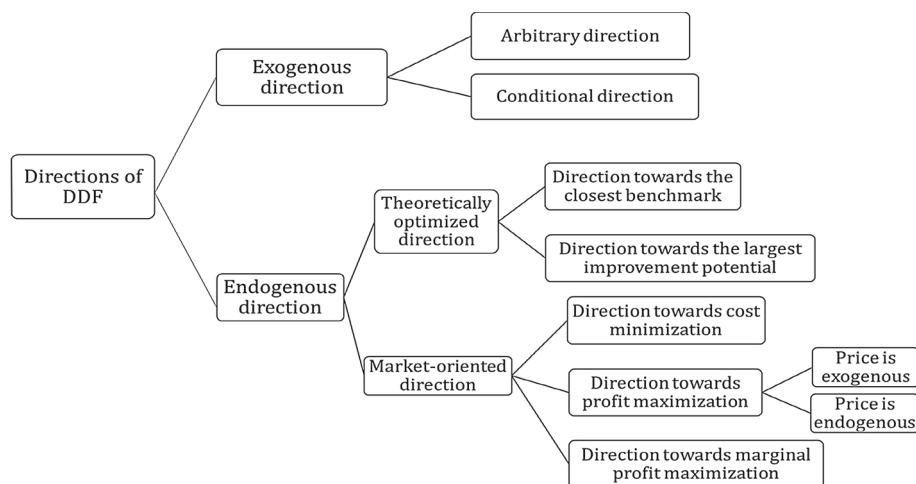 Directions of
DDF
Exogenous
direction
Arbitrary direction
Conditional direction
Endogenous
direction
Theoretically
optimized
direction
Direction towards the
closest benchmark
Direction towards the largest
improvement potential
Market-oriented
direction
Direction towards cost
minimization
Direction towards
profit maximization
Price is
exogenous
Price is
endogenous
Direction towards marginal
profit maximization